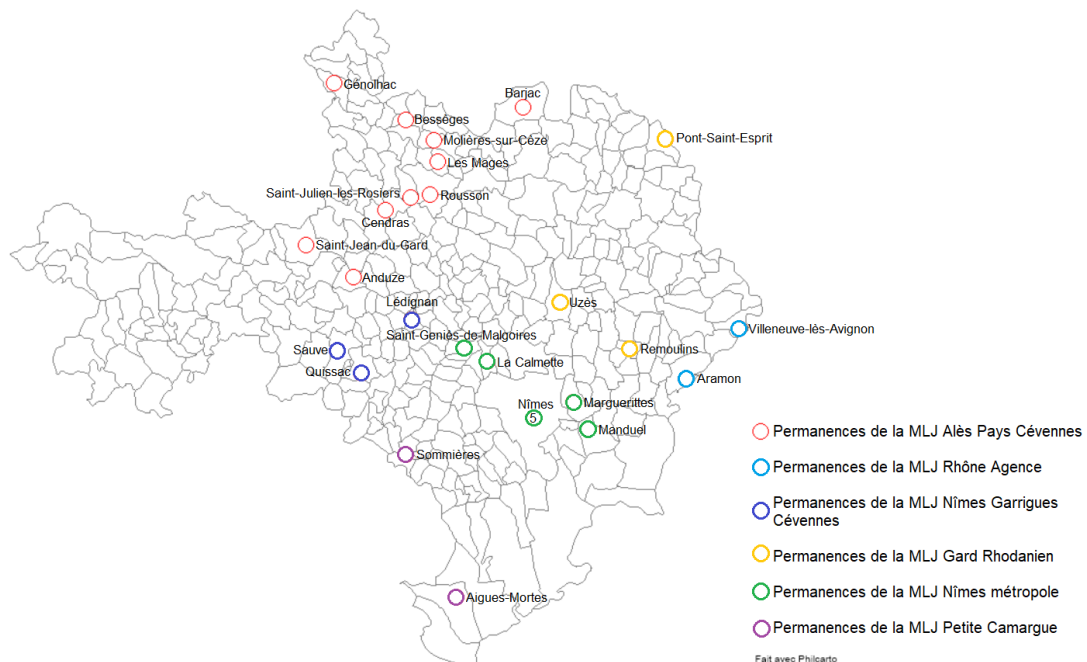 Génolhac
Barjac
Bességes
Pont-Saint-Esprit
Molières-sur-Cèze
Les Mages
Saint-Julien-les-Rosiers
Rousson
Cendras
Saint-Jean-du-Gard
Anduze
Lédignan
Uzès
Villeneuve-lès-Avignon
Saint-Geniès-de-Malgoires
Sauve
Remoulins
La Calmette
Quissac
Aramon
Nîmes
5
Marguerittes
Manduel
Sommières
Aigues-Mortes
Permanences de la MLJ Alès Pays Cévennes
Permanences de la MLJ Rhône Agence
Permanences de la MLJ Nîmes Garrigues
Cévennes
Permanences de la MLJ Gard Rhodanien
Permanences de la MLJ Nîmes métropole
Permanences de la MLJ Petite Camargue
Fait avec Philcarto